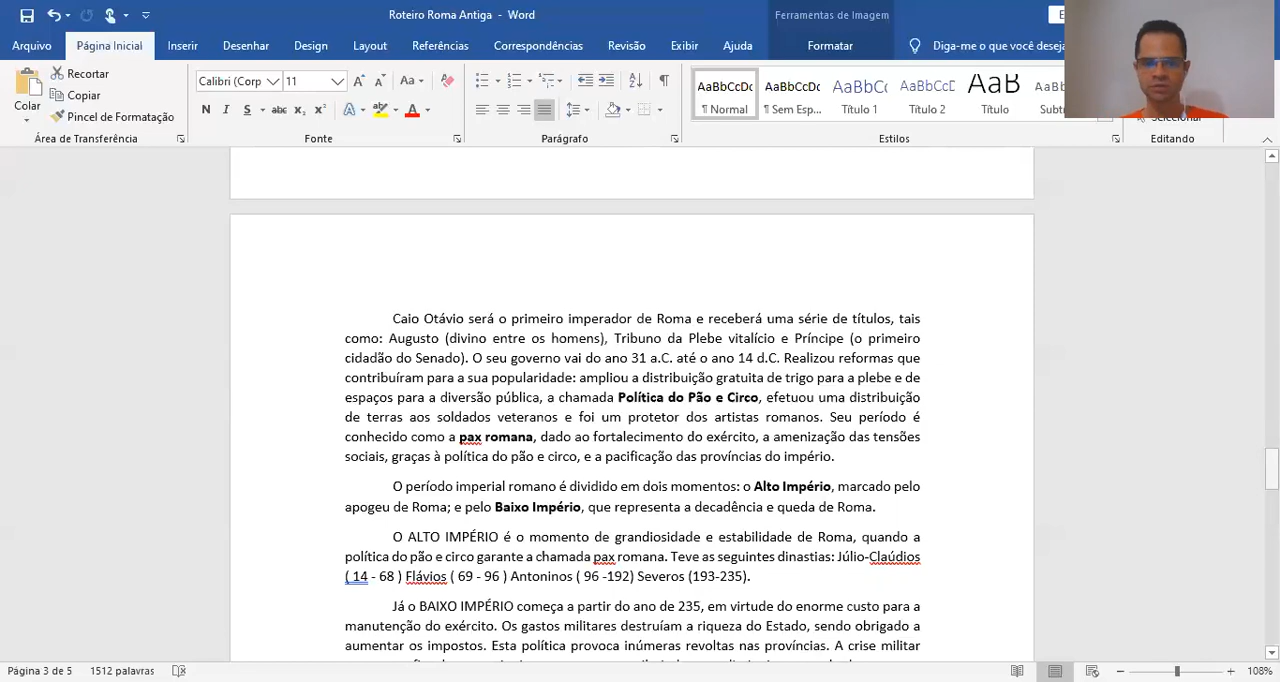 Roteiro Roma Antiga - Word
Ferramentas de Imagem
Arquivo Página Inicial Inserir Desenhar Design Layout Referências Correspondências Revisão Exibir Ajuda Formatar Diga-me o que você deseja
Colar
Recortar
Copiar
Pincel de Formatação
Área de Transferência
Calibri (Corp 11
Aa
N I S abc x₂ x²
Fonte
Parágrafo
AaBbCcDc AaBbCcDc AaBbCc AaBbCcD AaB
¶ Normal ¶ Sem Esp... Título 1 Título 2 Título
Estilos
Editando
Caio Otávio será o primeiro imperador de Roma e receberá uma série de títulos, tais
como: Augusto (divino entre os homens), Tribuno da Plebe vitalício e Príncipe (o primeiro
cidadão do Senado). O seu governo vai do ano 31 a.C. até o ano 14 d.C. Realizou reformas que
contribuíram para a sua popularidade: ampliou a distribuição gratuita de trigo para a plebe e de
espaços para a diversão pública, a chamada Política do Pão e Circo, efetuou uma distribuição
de terras aos soldados veteranos e foi um protetor dos artistas romanos. Seu período é
conhecido como a pax romana, dado ao fortalecimento do exército, a amenização das tensões
sociais, graças à política do pão e circo, e a pacificação das províncias do império.
O período imperial romano é dividido em dois momentos: o Alto Império, marcado pelo
apogeu de Roma; e pelo Baixo Império, que representa a decadência e queda de Roma.
O ALTO IMPÉRIO é o momento de grandiosidade e estabilidade de Roma, quando a
política do pão e circo garante a chamada pax romana. Teve as seguintes dinastias: Júlio-Claúdios
( 14 - 68 ) Flávios ( 69 - 96 ) Antoninos ( 96 -192) Severos (193-235).
Já o BAIXO IMPÉRIO começa a partir do ano de 235, em virtude do enorme custo para a
manutenção do exército. Os gastos militares destruíam a riqueza do Estado, sendo obrigado a
aumentar os impostos. Esta política provoca inúmeras revoltas nas províncias. A crise militar
Página 3 de 5 1512 palavras 108%